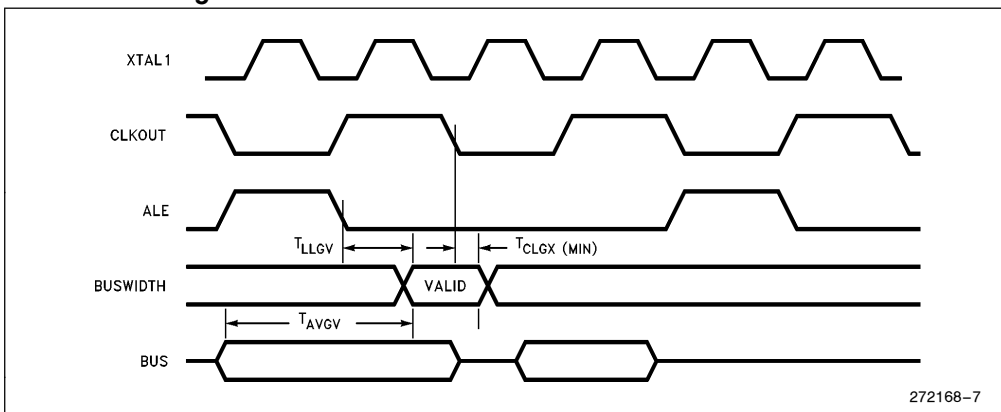 XTAL1
CLKOUT
ALE
TLLGV
TCLGX (MIN)
BUSWIDTH
VALID
TAVGV
BUS
272168-7